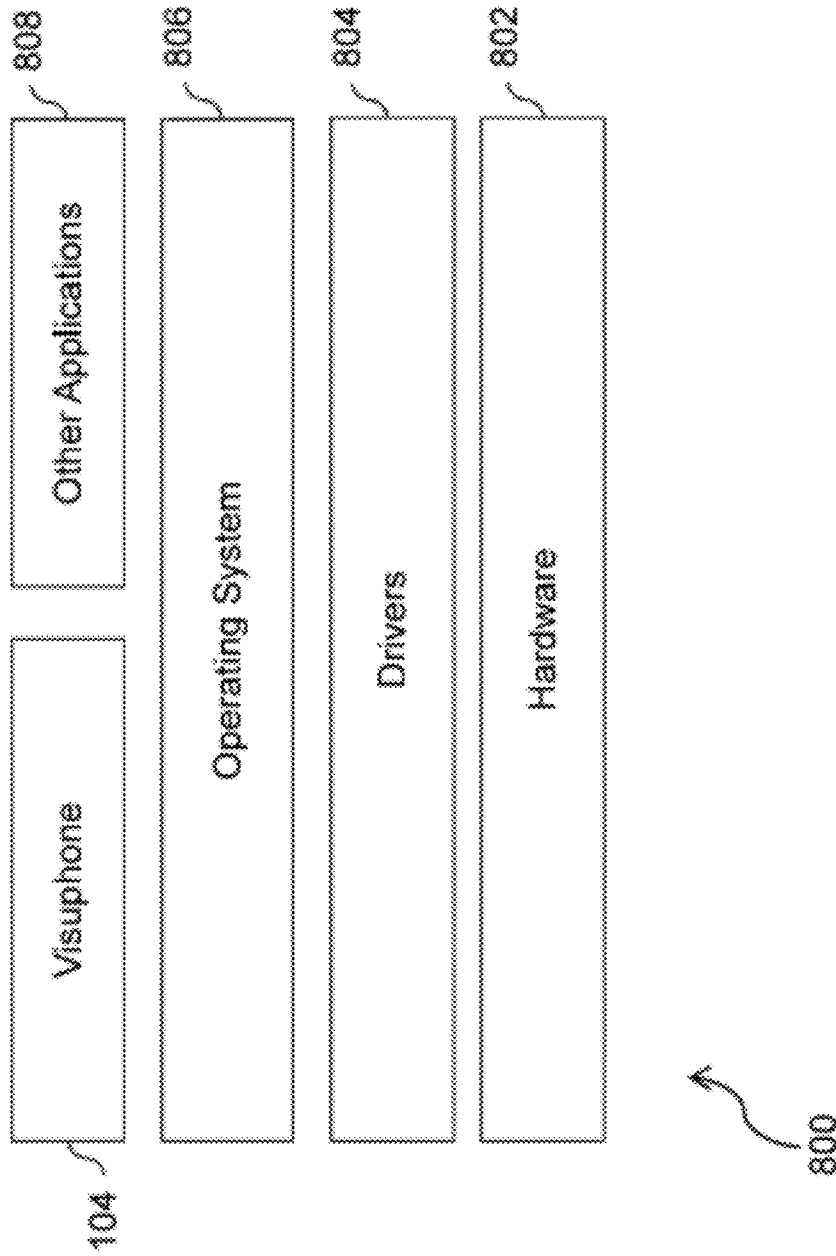 Visuphone
104
Other Applications
808
Operating System
806
Drivers
804
Hardware
802
800